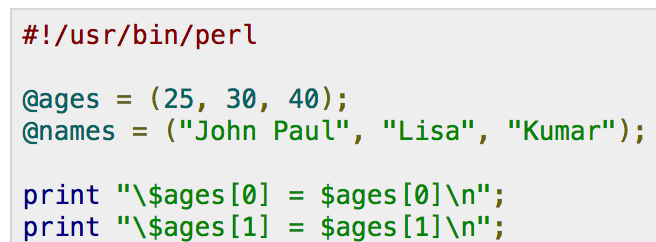 #!/usr/bin/perl
@ages = (25, 30, 40);
@names = ("John Paul", "Lisa", "Kumar");
print "\$ages[0] = $ages[0]\n";
print "\$ages[1] = $ages[1]\n";